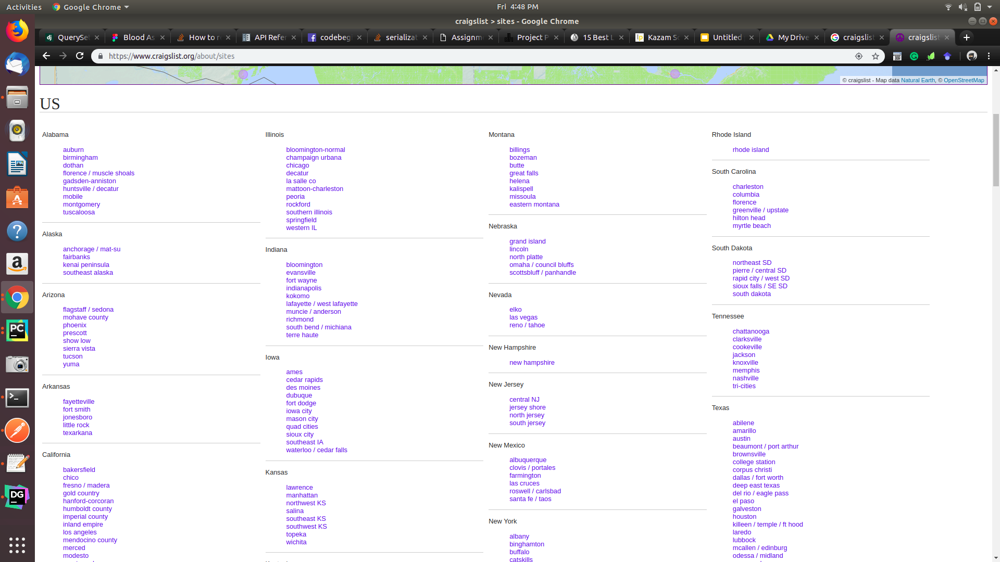 Activities
Google Chrome
Fri 4:48 PM
craigslist > sites - Google Chrome
QuerySet
Blood As
How to r
API Refer
codebegi
serializat
Assignm
Project P
15 Best L
Kazam Sc
Untitled
My Drive
craigslist
craigslist
https://www.craigslist.org/about/sites
© craigslist - Map data Natural Earth, © OpenStreetMap
US
Alabama
auburn
birmingham
dothan
florence / muscle shoals
gadsden-anniston
huntsville / decatur
mobile
montgomery
tuscaloosa
Alaska
anchorage / mat-su
fairbanks
kenai peninsula
southeast alaska
Arizona
flagstaff / sedona
mohave county
phoenix
prescott
show low
sierra vista
tucson
yuma
Arkansas
fayetteville
fort smith
jonesboro
little rock
texarkana
California
bakersfield
chico
fresno / madera
gold country
hanford-corcoran
humboldt county
imperial county
inland empire
los angeles
mendocino county
merced
modesto
Illinois
bloomington-normal
champaign urbana
chicago
decatur
la salle co
mattoon-charleston
peoria
rockford
southern illinois
springfield
western IL
Indiana
bloomington
evansville
fort wayne
indianapolis
kokomo
lafayette / west lafayette
muncie / anderson
richmond
south bend / michiana
terre haute
Iowa
ames
cedar rapids
des moines
dubuque
fort dodge
iowa city
mason city
quad cities
sioux city
southeast IA
waterloo / cedar falls
Kansas
lawrence
manhattan
northwest KS
salina
southeast KS
southwest KS
topeka
wichita
Montana
billings
bozeman
butte
great falls
helena
kalispell
missoula
eastern montana
Nebraska
grand island
lincoln
north platte
omaha / council bluffs
scottsbluff / panhandle
Nevada
elko
las vegas
reno / tahoe
New Hampshire
new hampshire
New Jersey
central NJ
jersey shore
north jersey
south jersey
New Mexico
albuquerque
clovis / portales
farmington
las cruces
roswell / carlsbad
santa fe / taos
New York
albany
binghamton
buffalo
catskills
Rhode Island
rhode island
South Carolina
charleston
columbia
florence
greenville / upstate
hilton head
myrtle beach
South Dakota
northeast SD
pierre / central SD
rapid city / west SD
sioux falls / SE SD
south dakota
Tennessee
chattanooga
clarksville
cookeville
jackson
knoxville
memphis
nashville
tri-cities
Texas
abilene
amarillo
austin
beaumont / port arthur
brownsville
college station
corpus christi
dallas / fort worth
deep east texas
del rio / eagle pass
el paso
galveston
houston
killeen / temple / ft hood
laredo
lubbock
mcallen / edinburg
odessa / midland